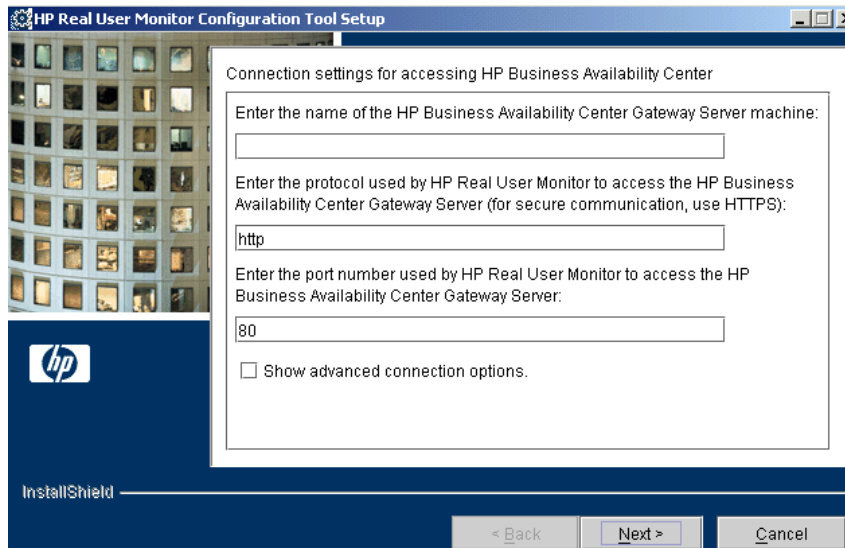 HP Real User Monitor Configuration Tool Setup
Connection settings for accessing HP Business Availability Center
Enter the name of the HP Business Availability Center Gateway Server machine:
Enter the protocol used by HP Real User Monitor to access the HP Business
Availability Center Gateway Server (for secure communication, use HTTPS):
http
Enter the port number used by HP Real User Monitor to access the HP
Business Availability Center Gateway Server:
80
Show advanced connection options.
hp
InstallShield
< Back
Next >
Cancel